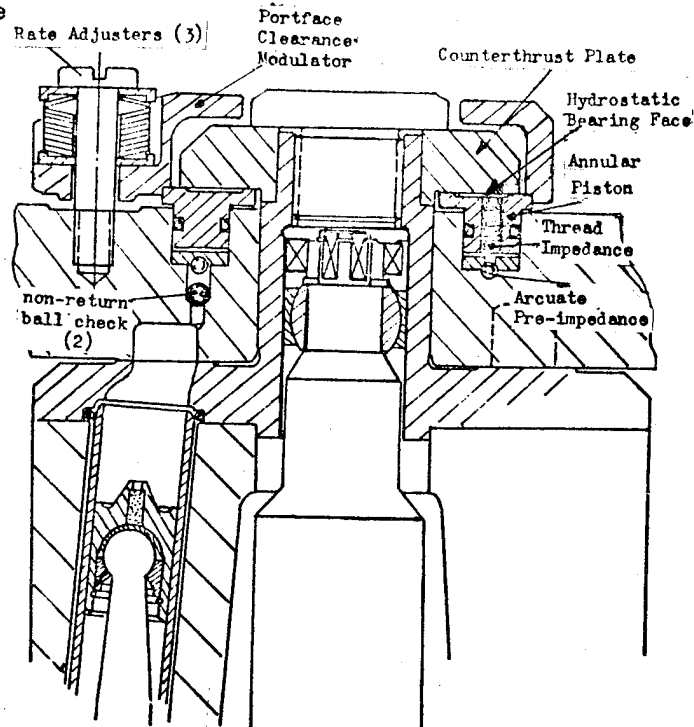 e
Rate Adjusters (3)
Portface
Clearance
Modulator
Counterthrust Plate
Hydrostatic
Bearing Face
Annular
Piston
Thread
Impedance
Arcuate
Pre-impedance
non-return
ball check
(2)